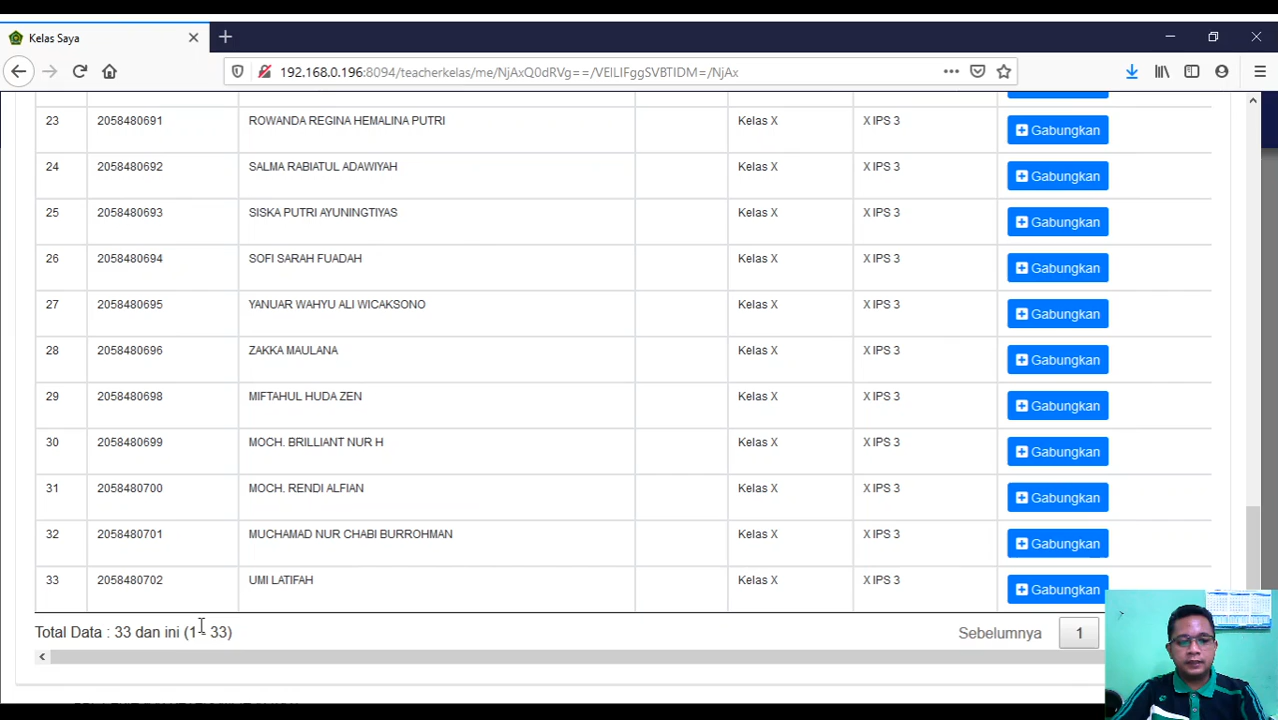 Kelas Saya
192.168.0.196:8094/teacherkelas/me/NjAxQ0dRVg==/VElLIFggSVBTIDM=/NjAx
23 2058480691 ROWANDA REGINA HEMALINA PUTRI Kelas X X IPS 3 Gabungkan
24 2058480692 SALMA RABIATUL ADAWIYAH Kelas X X IPS 3 Gabungkan
25 2058480693 SISKA PUTRI AYUNINGTIYAS Kelas X X IPS 3 Gabungkan
26 2058480694 SOFI SARAH FUADAH Kelas X X IPS 3 Gabungkan
27 2058480695 YANUAR WAHYU ALI WICAKSONO Kelas X X IPS 3 Gabungkan
28 2058480696 ZAKKA MAULANA Kelas X X IPS 3 Gabungkan
29 2058480698 MIFTAHUL HUDA ZEN Kelas X X IPS 3 Gabungkan
30 2058480699 MOCH. BRILLIANT NUR H Kelas X X IPS 3 Gabungkan
31 2058480700 MOCH. RENDI ALFIAN Kelas X X IPS 3 Gabungkan
32 2058480701 MUCHAMAD NUR CHABI BURROHMAN Kelas X X IPS 3 Gabungkan
33 2058480702 UMI LATIFAH Kelas X X IPS 3 Gabungkan
Total Data : 33 dan ini (1 - 33) Sebelumnya 1